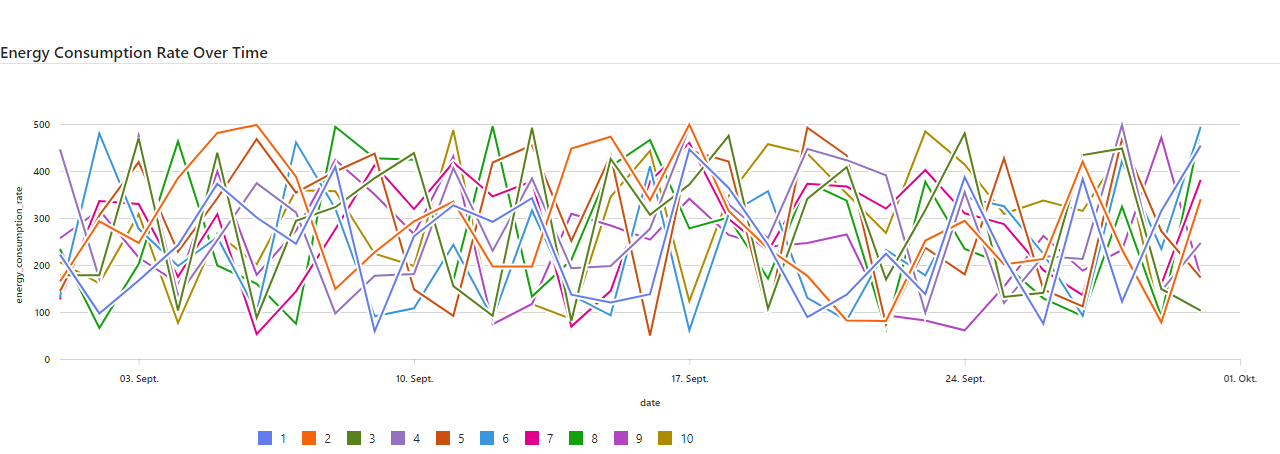 Energy Consumption Rate Over Time
energy_consumption_rate
500
400
300
200
100
0
03. Sept.
10. Sept.
17. Sept.
24. Sept.
01. Okt.
date
1 2 3 4 5 6 7 8 9 10